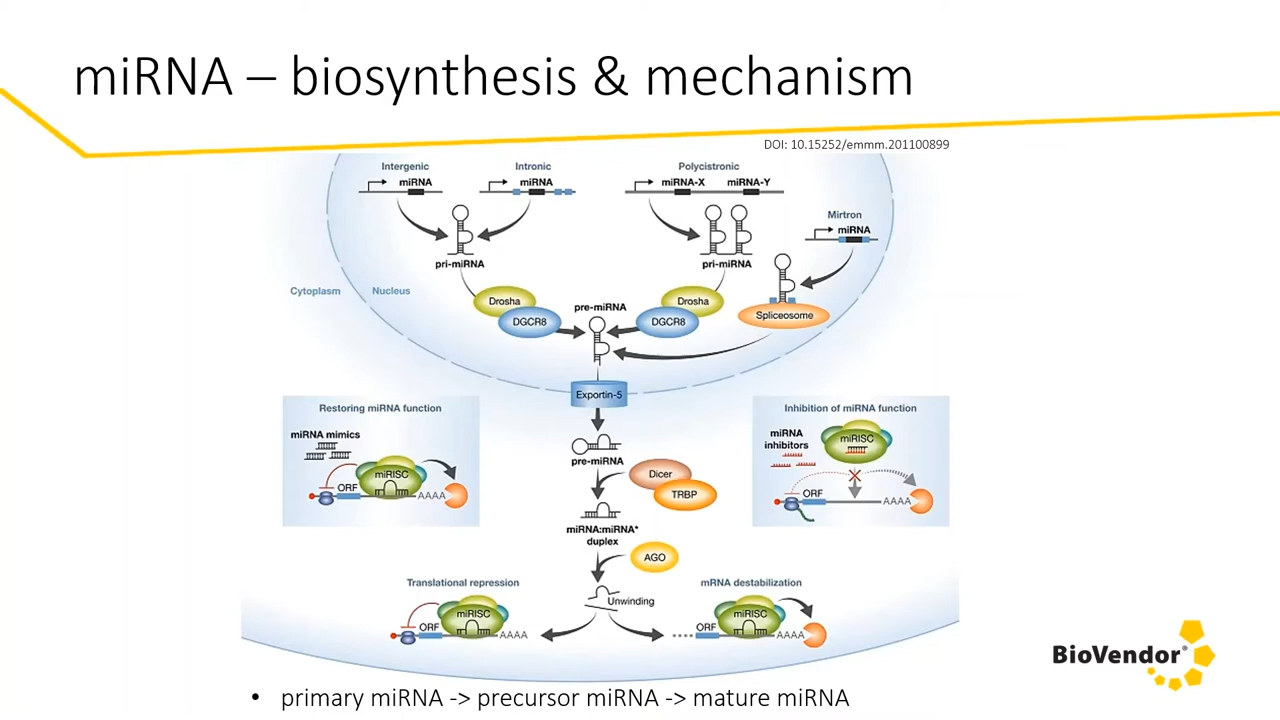 miRNA – biosynthesis & mechanism
DOI: 10.15252/emmm.201100899
Intergenic
miRNA
Intronic
miRNA
Polycistronic
miRNA-X miRNA-Y
Mirtron
miRNA
pri-miRNA
pri-miRNA
Cytoplasm
Nucleus
Drosha
DGCR8
pre-miRNA
Drosha
DGCR8
Spliceosome
Exportin-5
Restoring miRNA function
miRNA mimics
miRISC
ORF
AAAA
pre-miRNA
Dicer
TRBP
miRNA:miRNA*
duplex
AGO
Unwinding
Inhibition of miRNA function
miRNA
inhibitors
miRISC
ORF
AAAA
Translational repression
miRISC
ORF
AAAA
mRNA destabilization
miRISC
ORF
AAAA
BioVendor®
• primary miRNA -> precursor miRNA -> mature miRNA